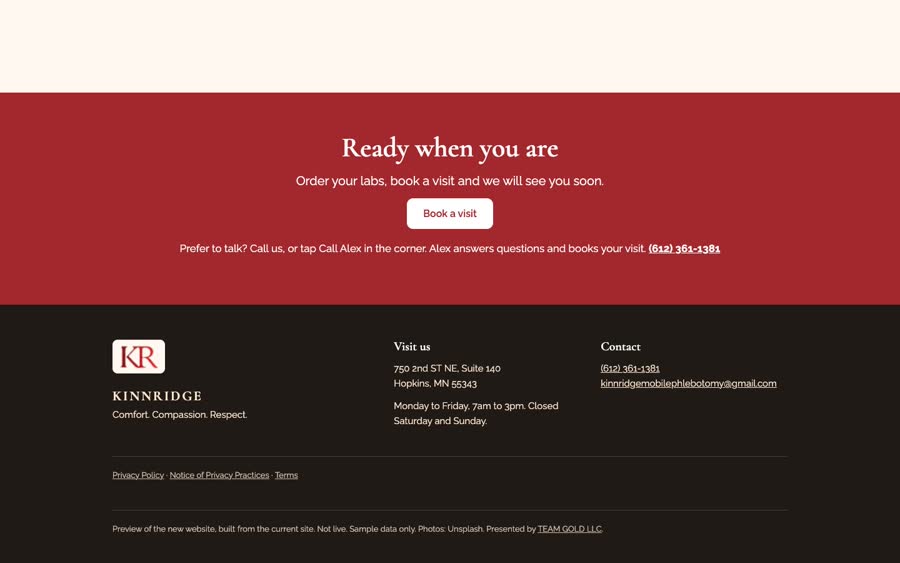 Ready when you are
Order your labs, book a visit and we will see you soon.
Book a visit
Prefer to talk? Call us, or tap Call Alex in the corner. Alex answers questions and books your visit. (612) 361-1381
KR
KINNRIDGE
Comfort. Compassion. Respect.
Visit us
750 2nd ST NE, Suite 140
Hopkins, MN 55343
Monday to Friday, 7am to 3pm. Closed
Saturday and Sunday.
Contact
(612) 361-1381
kinnridgemobilephlebotomy@gmail.com
Privacy Policy · Notice of Privacy Practices · Terms
Preview of the new website, built from the current site. Not live. Sample data only. Photos: Unsplash. Presented by TEAM GOLD LLC.